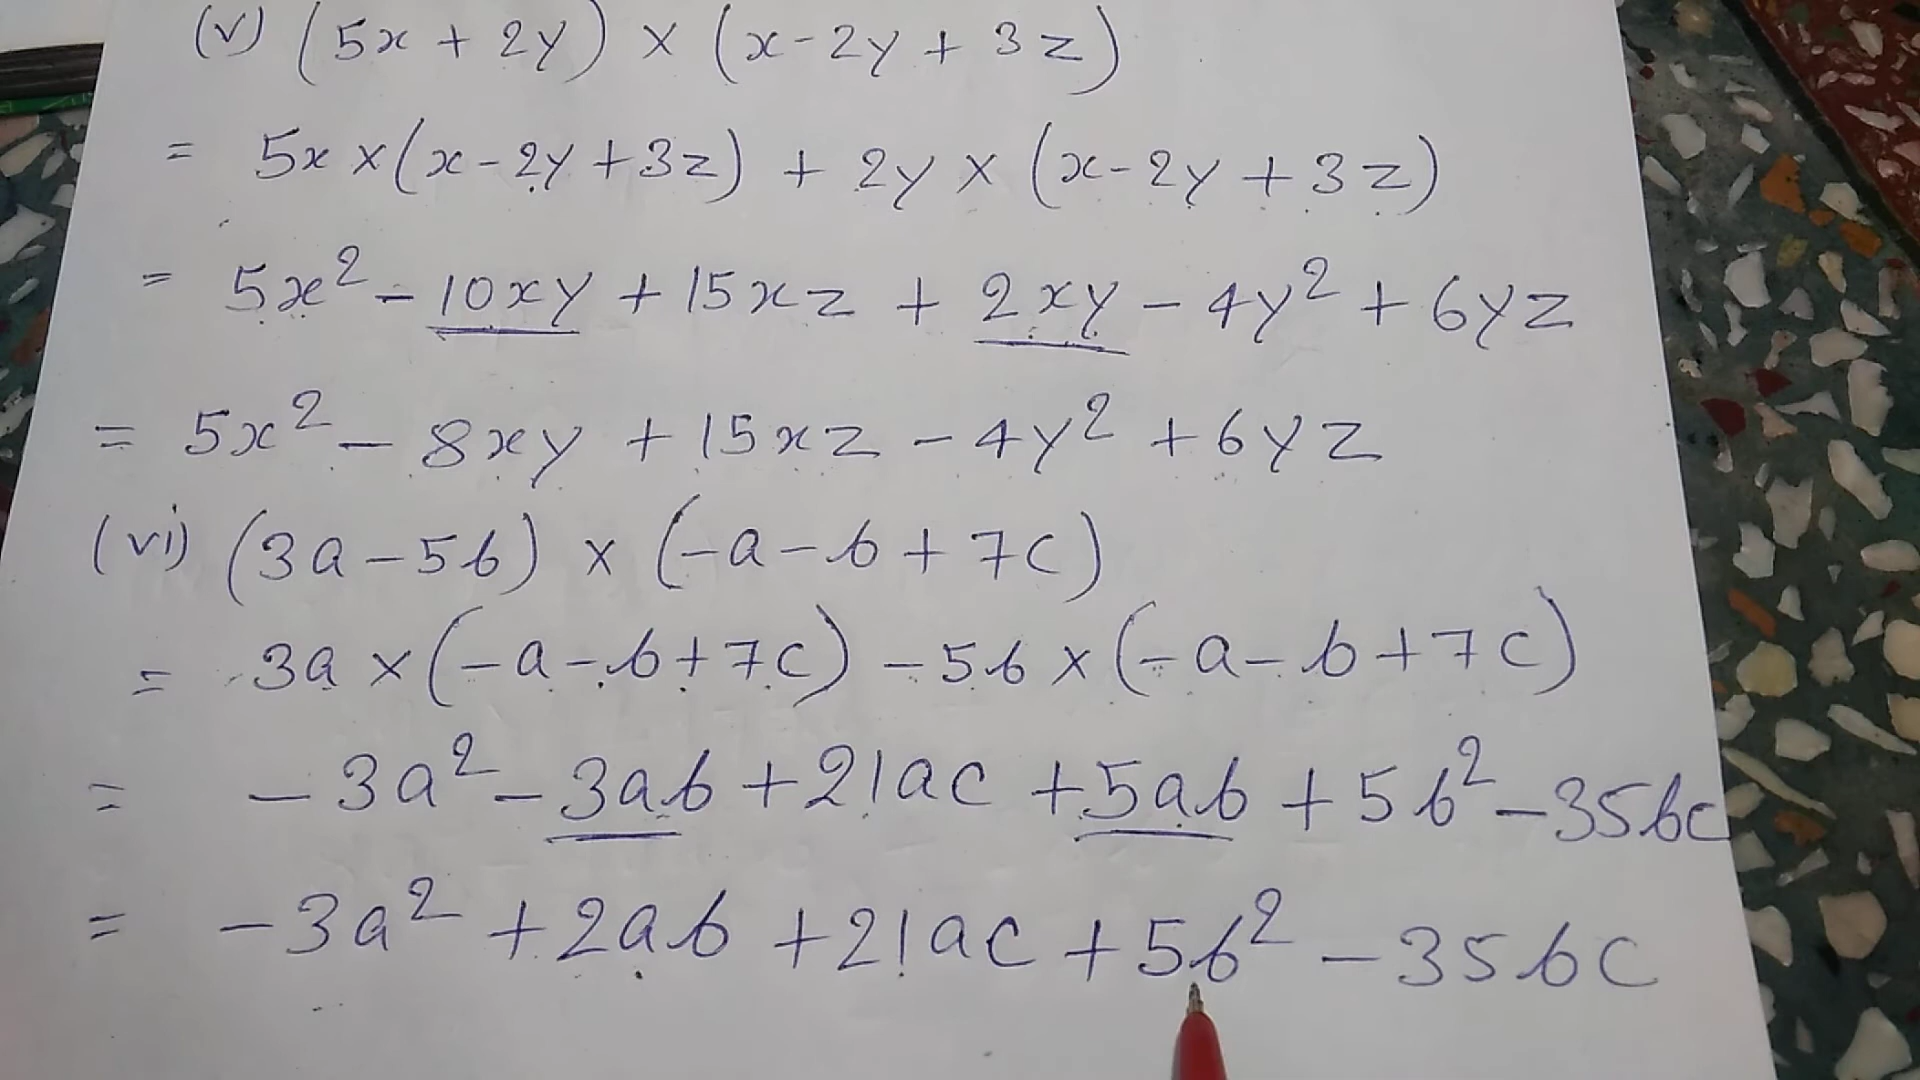 (v) (5x + 2y) × (x - 2y + 3z)
= 5x × (x - 2y + 3z) + 2y × (x - 2y + 3z)
= 5x² - 10xy + 15xz + 2xy - 4y² + 6yz
= 5x² - 8xy + 15xz - 4y² + 6yz
(vi) (3a - 5b) × (-a - b + 7c)
= 3a × (-a - b + 7c) - 5b × (-a - b + 7c)
= -3a² - 3ab + 21ac + 5ab + 5b² - 35bc
= -3a² + 2ab + 21ac + 5b² - 35bc